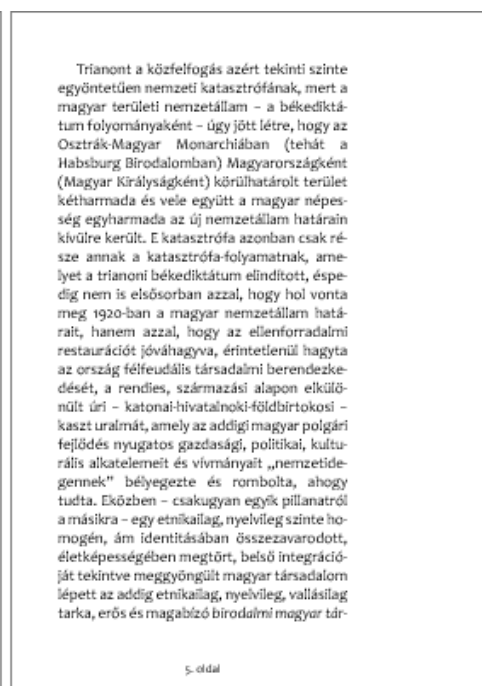 Trianont a közfelfogás azért tekinti szinte
egyöntetűen nemzeti katasztrófának, mert a
magyar területi nemzetállam – a békediktá-
tum folyományaként – úgy jött létre, hogy az
Osztrák-Magyar Monarchiában (tehát a
Habsburg Birodalomban) Magyarországként
(Magyar Királyságként) körülhatárolt terület
kétharmada és vele együtt a magyar népes-
ség egyharmada az új nemzetállam határain
kívülre került. E katasztrófa azonban csak ré-
sze annak a katasztrófa-folyamatnak, ame-
lyet a trianoni békediktátum elindított, éspe-
dig nem is elsősorban azzal, hogy hol vonta
meg 1920-ban a magyar nemzetállam hatá-
rait, hanem azzal, hogy az ellenforradalmi
restaurációt jóváhagyva, érintetlenül hagyta
az ország félfeudális társadalmi berendezke-
dését, a rendies, származási alapon elkülö-
nült úri – katonai-hivatalnoki-földbirtokosi –
kaszt uralmát, amely az addigi magyar polgári
fejlődés nyugatos gazdasági, politikai, kultu-
rális alkatelemeit és vívmányait „nemzetide-
gennek” bélyegezte és rombolta, ahogy
tudta. Eközben – csakugyan egyik pillanatról
a másikra – egy etnikailag, nyelvileg szinte ho-
mogén, ám identitásában összezavarodott,
életképességében megtört, belső integráció-
ját tekintve meggyöngült magyar társadalom
lépett az addig etnikailag, nyelvileg, vallásilag
tarka, erős és magabízó birodalmi magyar tár-
5. oldal